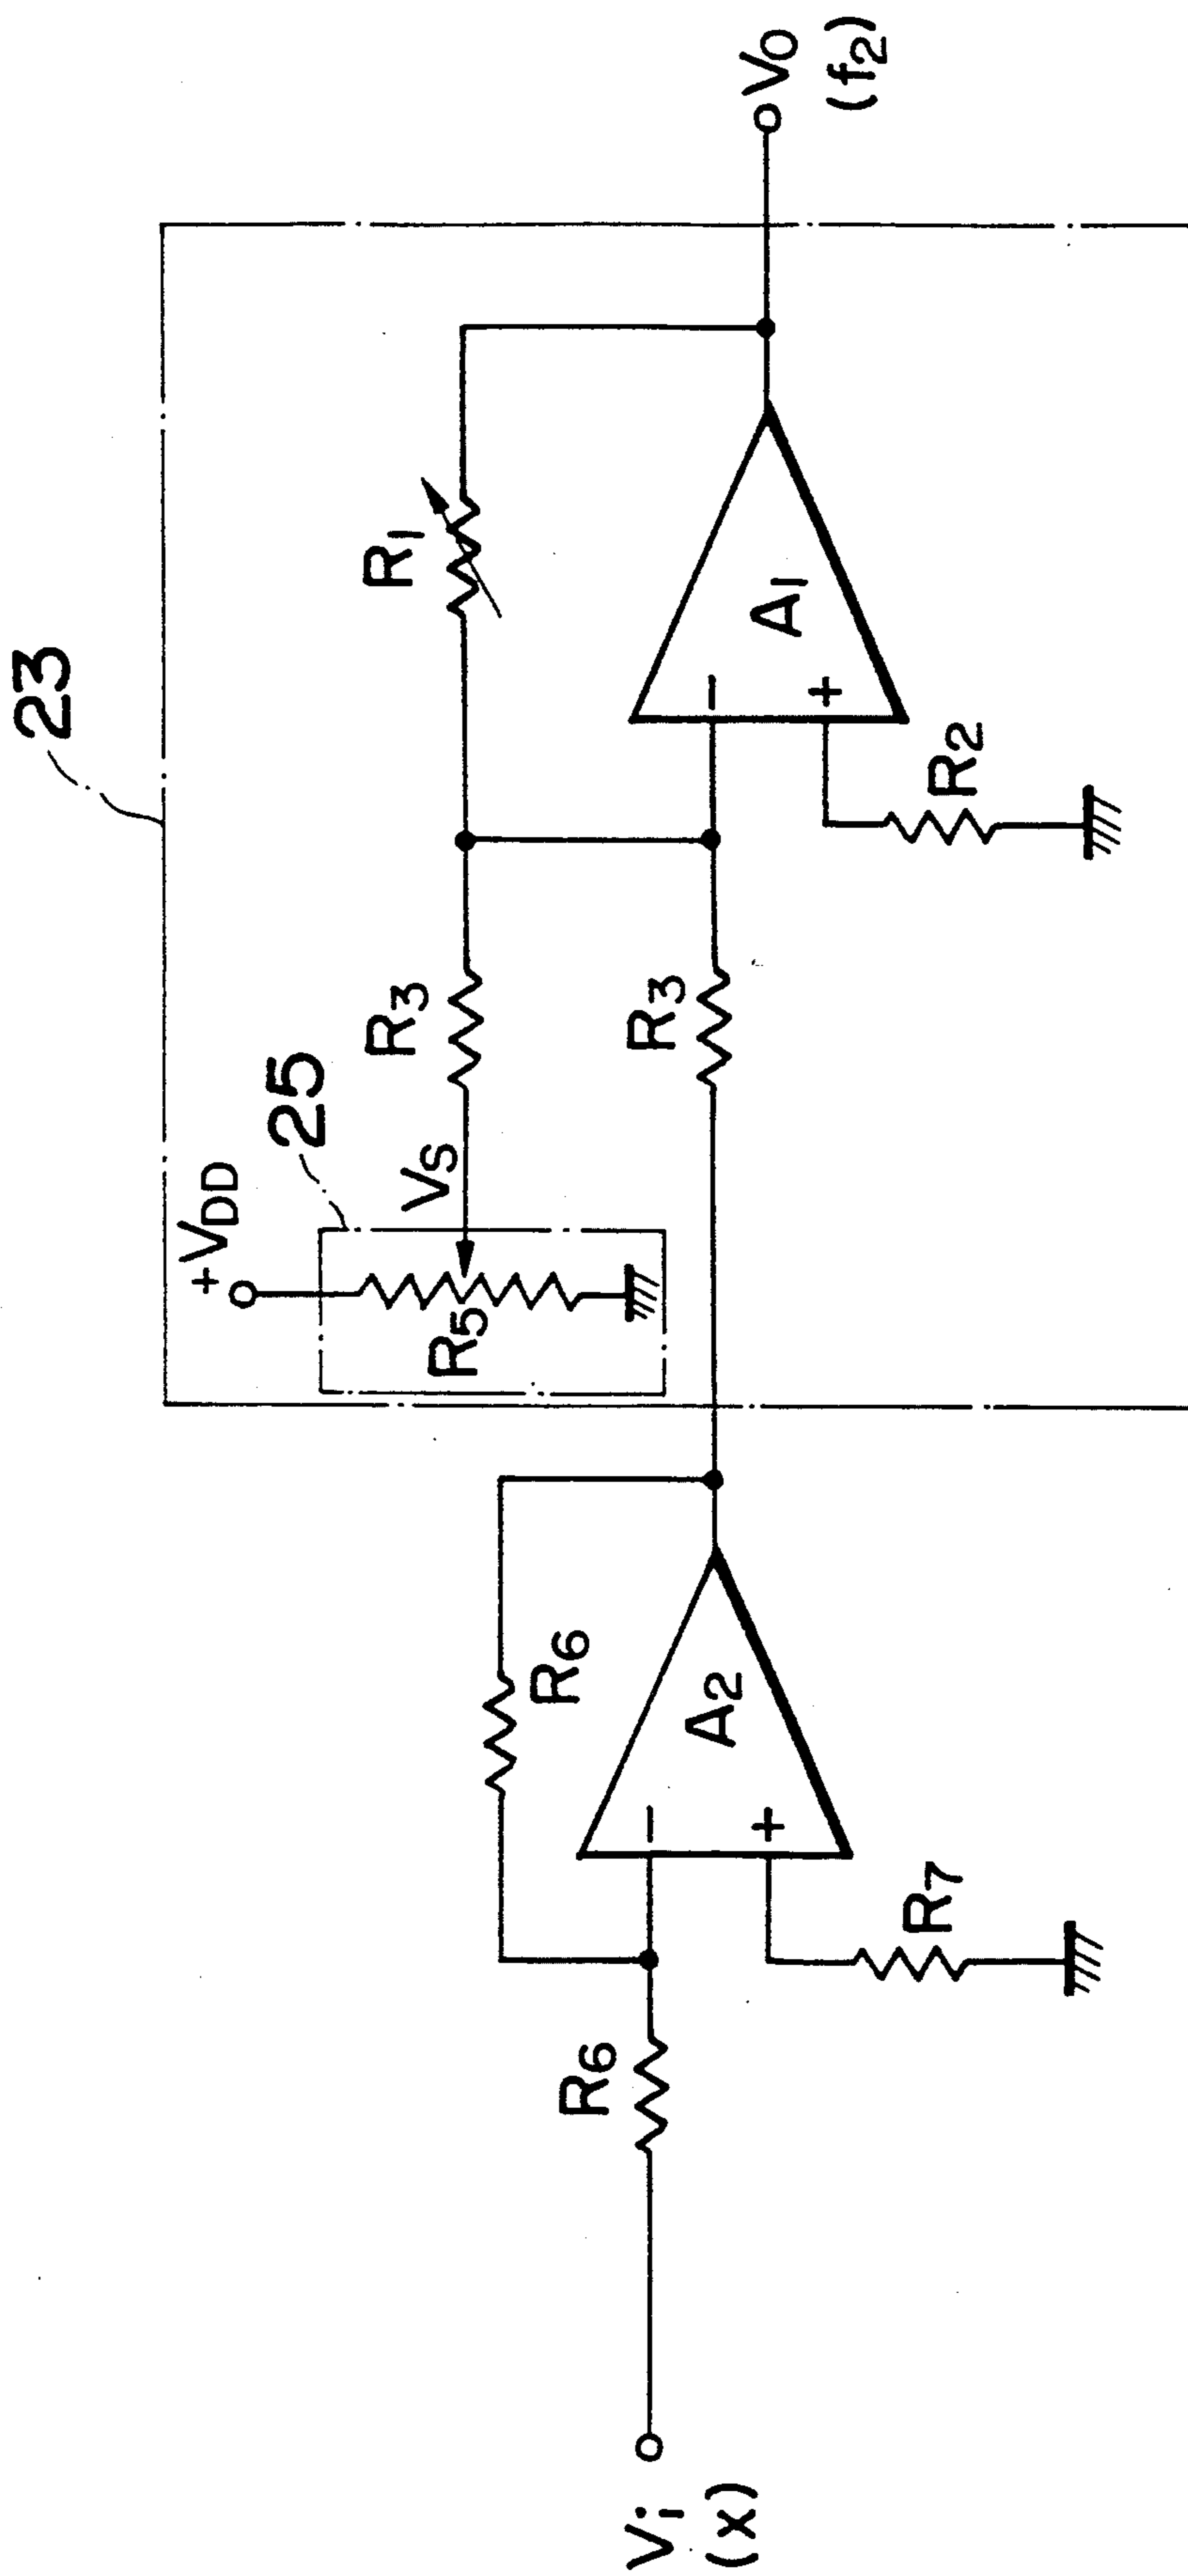 23
25
+VDD
VS
R5
R3
R3
R1
A1
R2
VO
(f2)
R6
R6
A2
R7
Vi
(x)